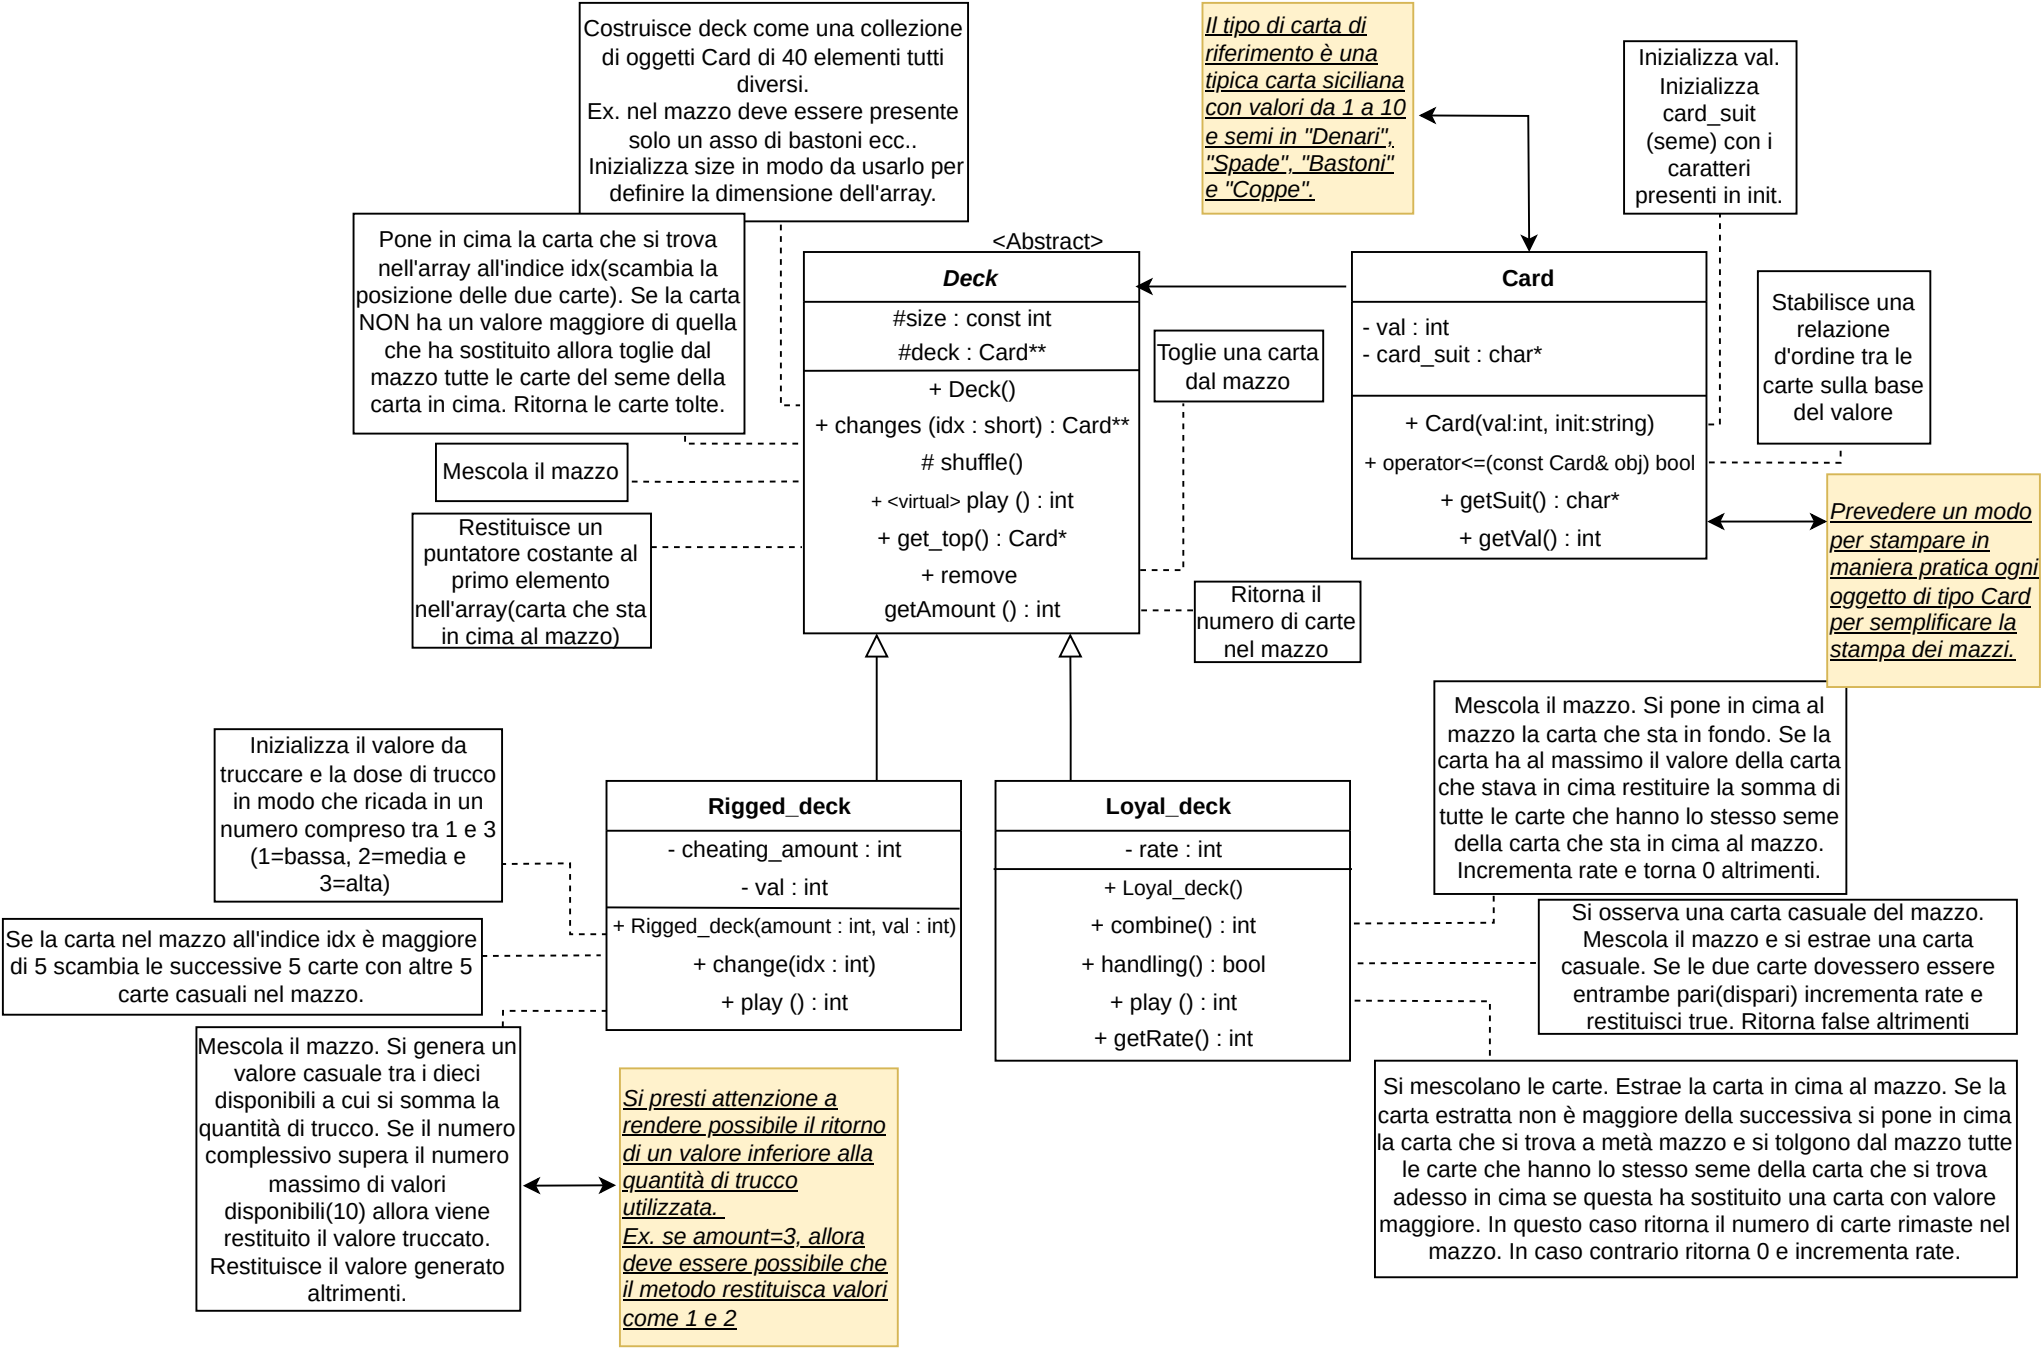 Costruisce deck come una collezione
di oggetti Card di 40 elementi tutti
diversi.
Ex. nel mazzo deve essere presente
solo un asso di bastoni ecc..
Inizializza size in modo da usarlo per
definire la dimensione dell'array.
Il tipo di carta di
riferimento è una
tipica carta siciliana
con valori da 1 a 10
e semi in "Denari",
"Spade", "Bastoni"
e "Coppe".
Inizializza val.
Inizializza
card_suit
(seme) con i
caratteri
presenti in init.
Pone in cima la carta che si trova
nell'array all'indice idx(scambia la
posizione delle due carte). Se la carta
NON ha un valore maggiore di quella
che ha sostituito allora toglie dal
mazzo tutte le carte del seme della
carta in cima. Ritorna le carte tolte.
<Abstract>
Deck
#size : const int
#deck : Card**
+ Deck()
+ changes (idx : short) : Card**
# shuffle()
+ <virtual> play () : int
+ get_top() : Card*
+ remove
getAmount () : int
Toglie una carta
dal mazzo
Card
- val : int
- card_suit : char*
+ Card(val:int, init:string)
+ operator<=(const Card& obj) bool
+ getSuit() : char*
+ getVal() : int
Stabilisce una
relazione
d'ordine tra le
carte sulla base
del valore
Mescola il mazzo
Restituisce un
puntatore costante al
primo elemento
nell'array(carta che sta
in cima al mazzo)
Ritorna il
numero di carte
nel mazzo
Prevedere un modo
per stampare in
maniera pratica ogni
oggetto di tipo Card
per semplificare la
stampa dei mazzi.
Inizializza il valore da
truccare e la dose di trucco
in modo che ricada in un
numero compreso tra 1 e 3
(1=bassa, 2=media e
3=alta)
Rigged_deck
- cheating_amount : int
- val : int
+ Rigged_deck(amount : int, val : int)
+ change(idx : int)
+ play () : int
Loyal_deck
- rate : int
+ Loyal_deck()
+ combine() : int
+ handling() : bool
+ play () : int
+ getRate() : int
Mescola il mazzo. Si pone in cima al
mazzo la carta che sta in fondo. Se la
carta ha al massimo il valore della carta
che stava in cima restituire la somma di
tutte le carte che hanno lo stesso seme
della carta che sta in cima al mazzo.
Incrementa rate e torna 0 altrimenti.
Se la carta nel mazzo all'indice idx è maggiore
di 5 scambia le successive 5 carte con altre 5
carte casuali nel mazzo.
Si osserva una carta casuale del mazzo.
Mescola il mazzo e si estrae una carta
casuale. Se le due carte dovessero essere
entrambe pari(dispari) incrementa rate e
restituisci true. Ritorna false altrimenti
Mescola il mazzo. Si genera un
valore casuale tra i dieci
disponibili a cui si somma la
quantità di trucco. Se il numero
complessivo supera il numero
massimo di valori
disponibili(10) allora viene
restituito il valore truccato.
Restituisce il valore generato
altrimenti.
Si presti attenzione a
rendere possibile il ritorno
di un valore inferiore alla
quantità di trucco
utilizzata.
Ex. se amount=3, allora
deve essere possibile che
il metodo restituisca valori
come 1 e 2
Si mescolano le carte. Estrae la carta in cima al mazzo. Se la
carta estratta non è maggiore della successiva si pone in cima
la carta che si trova a metà mazzo e si tolgono dal mazzo tutte
le carte che hanno lo stesso seme della carta che si trova
adesso in cima se questa ha sostituito una carta con valore
maggiore. In questo caso ritorna il numero di carte rimaste nel
mazzo. In caso contrario ritorna 0 e incrementa rate.